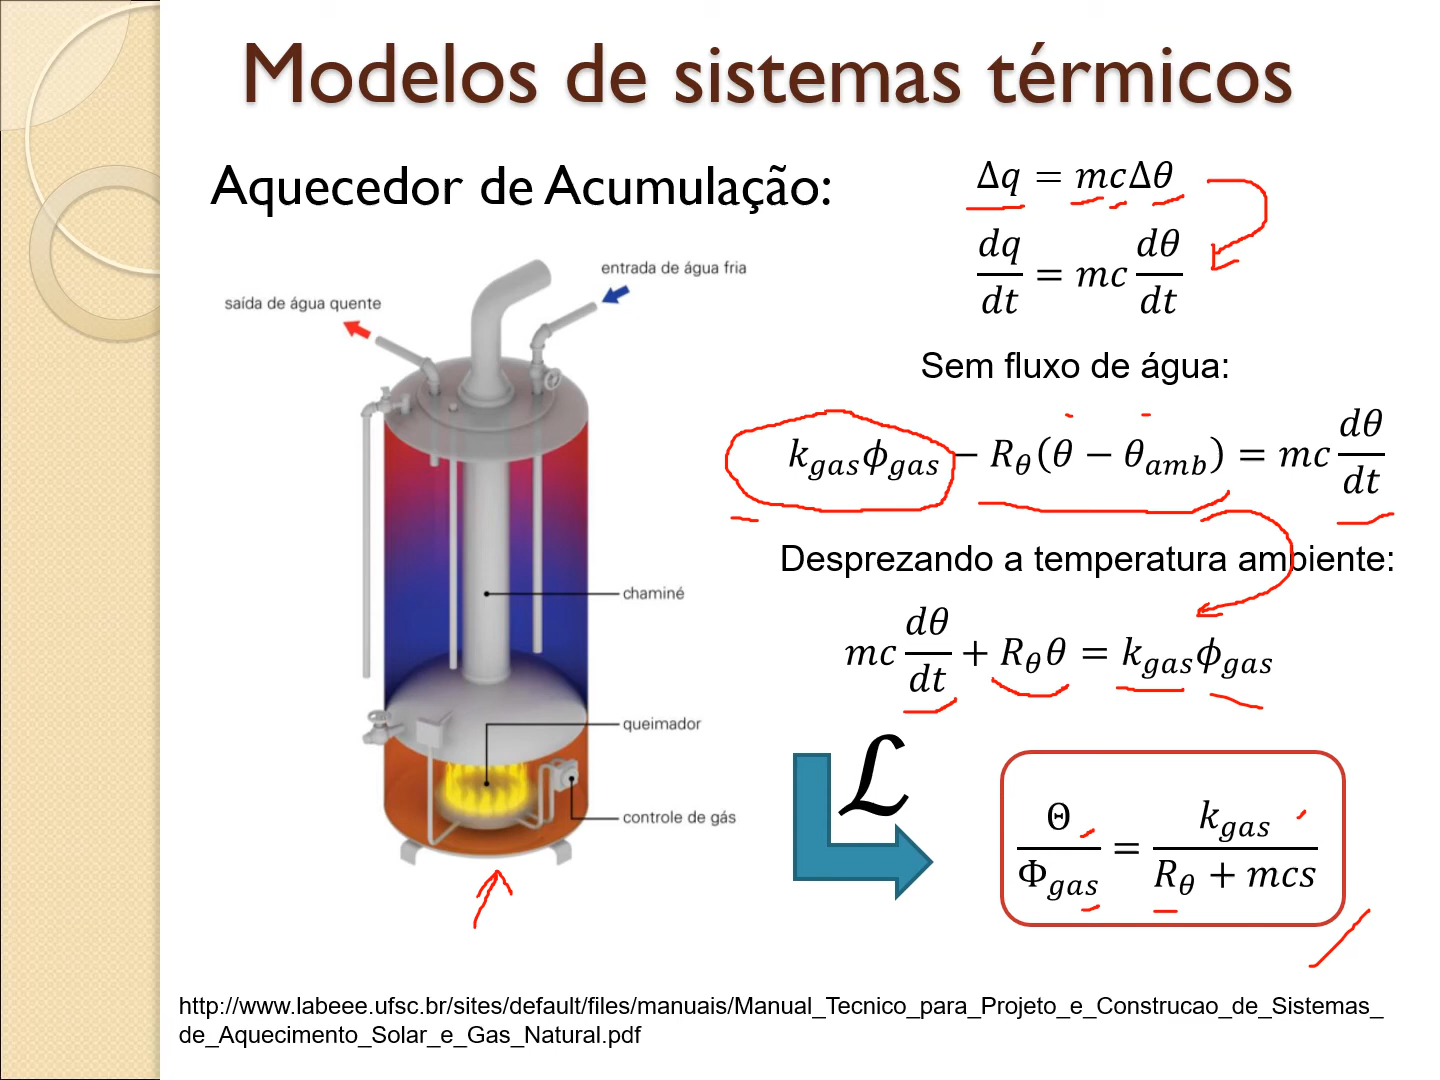 Modelos de sistemas térmicos
Aquecedor de Acumulação:
Δq = mcΔθ
dq/dt = mc dθ/dt
entrada de água fria
saída de água quente
Sem fluxo de água:
k_gas ϕ_gas − R_θ(θ − θ_amb) = mc dθ/dt
Desprezando a temperatura ambiente:
chaminé
mc dθ/dt + R_θ θ = k_gas ϕ_gas
queimador
controle de gás
ℒ
Θ/Φ_gas = k_gas/(R_θ + mcs)
http://www.labeee.ufsc.br/sites/default/files/manuais/Manual_Tecnico_para_Projeto_e_Construcao_de_Sistemas_
de_Aquecimento_Solar_e_Gas_Natural.pdf